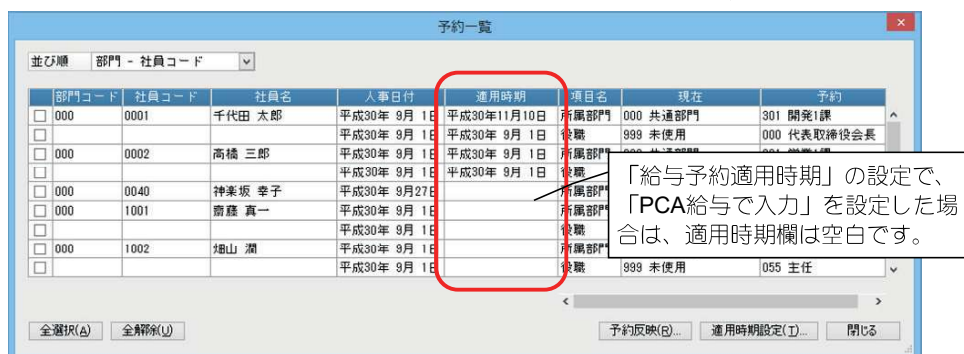 予約一覧
並び順 部門 - 社員コード
部門コード 社員コード 社員名 人事日付 適用時期 項目名 現在 予約
000 0001 千代田 太郎 平成30年 9月 1日 平成30年11月10日 所属部門 000 共通部門 301 開発1課
平成30年 9月 1日 役職 999 未使用 000 代表取締役会長
000 0002 高橋 三郎 平成30年 9月 1日 平成30年 9月 1日 所属部門
平成30年 9月 1日 平成30年 9月 1日 役職
000 0040 神楽坂 幸子 平成30年 9月27日 所属部門
000 1001 斎藤 真一 平成30年 9月 1日 所属部門
平成30年 9月 1日 役職
000 1002 畑山 潤 平成30年 9月 1日 所属部門
平成30年 9月 1日 役職 999 未使用 055 主任
「給与予約適用時期」の設定で、
「PCA給与で入力」を設定した場
合は、適用時期欄は空白です。
全選択(A) 全解除(U) 予約反映(R)... 適用時期設定(T)... 閉じる